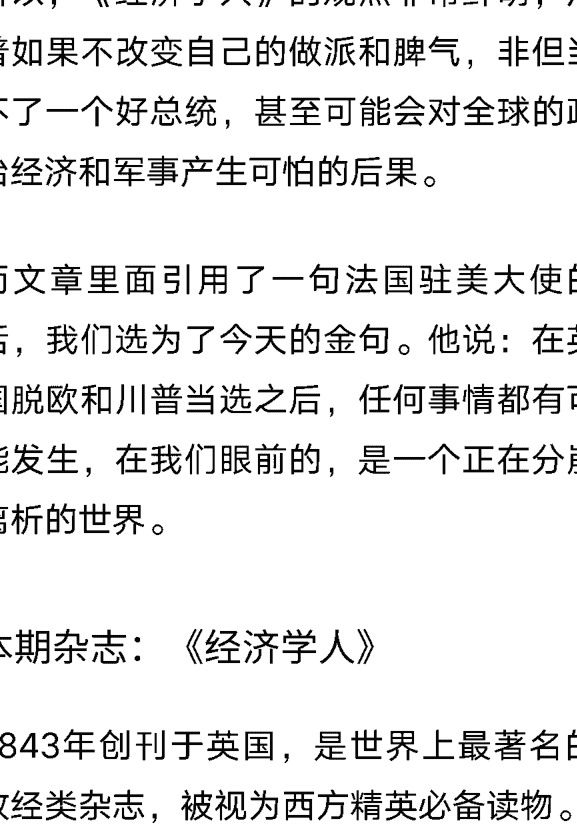 《经济学人》的观点非常鲜明，
普如果不改变自己的做派和脾气，非但当
不了一个好总统，甚至可能会对全球的政
治经济和军事产生可怕的后果。
而文章里面引用了一句法国驻美大使的
话，我们选为了今天的金句。他说：在英
国脱欧和川普当选之后，任何事情都有可
能发生，在我们眼前的，是一个正在分崩
离析的世界。
本期杂志：《经济学人》
1843年创刊于英国，是世界上最著名的
政经类杂志，被视为西方精英必备读物。